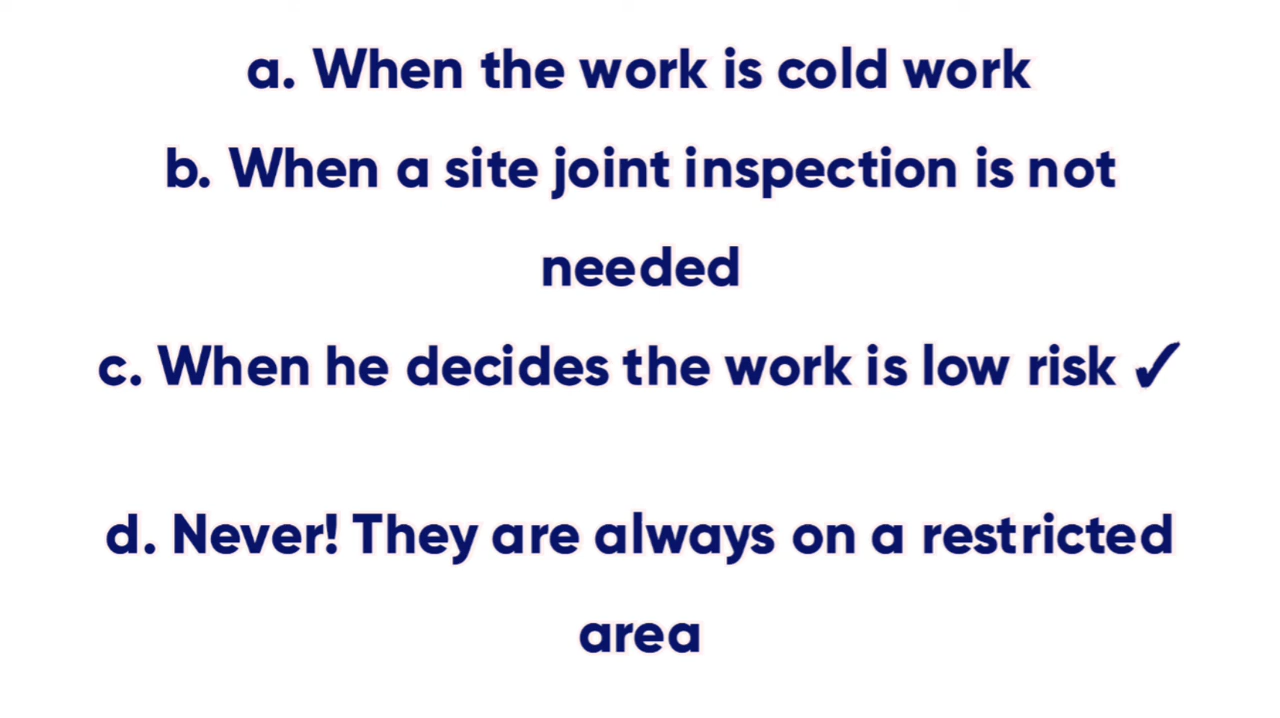 a. When the work is cold work
b. When a site joint inspection is not
needed
c. When he decides the work is low risk ✓
d. Never! They are always on a restricted
area